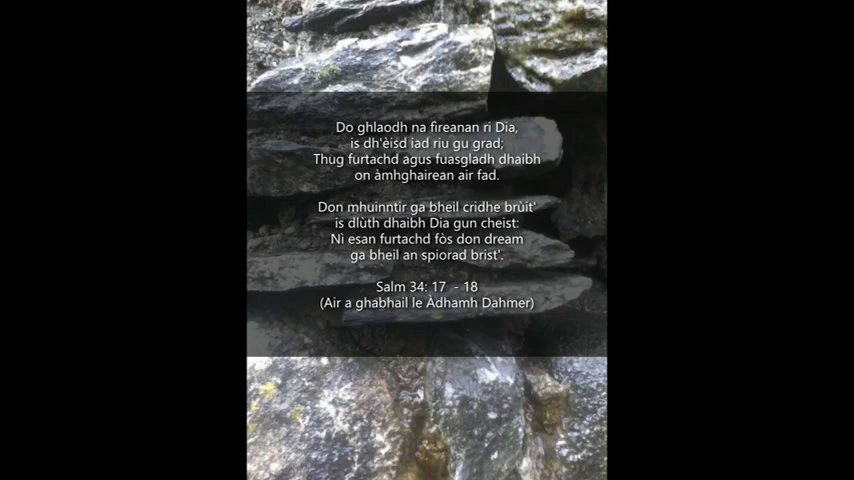 Do ghlaodh na fìreanan ri Dia,
is dh'èisd iad riu gu grad;
Thug furtachd agus fuasgladh dhaibh
on àmhghairean air fad.
Don mhuinntir ga bheil cridhe brùit'
is dlùth dhaibh Dia gun cheist:
Nì esan furtachd fòs don dream
ga bheil an spiorad brist'.
Salm 34: 17 - 18
(Air a ghabhail le Àdhamh Dahmer)